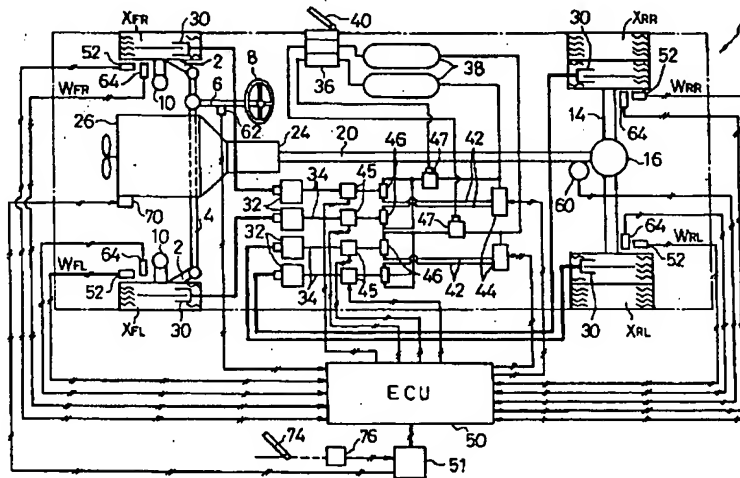 XFR 30 8 40 30 XRR
52 2 36 38 52
64 WFR 10 6 64 WRR
26 62 24 14
20 47 42 16
45 46
32 34 60
70 4 47 64
10 32 44 WRL
WFL 64 2 52
52 34 45 46 42
30 30
XFL XRL
ECU
74 76 50
51